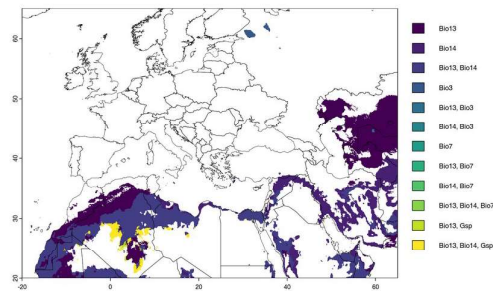 60
50
40
30
20
-20
0
20
40
60
Bio13
Bio14
Bio13, Bio14
Bio3
Bio13, Bio3
Bio14, Bio3
Bio7
Bio13, Bio7
Bio14, Bio7
Bio13, Bio14, Bio7
Bio13, Gsp
Bio13, Bio14, Gsp